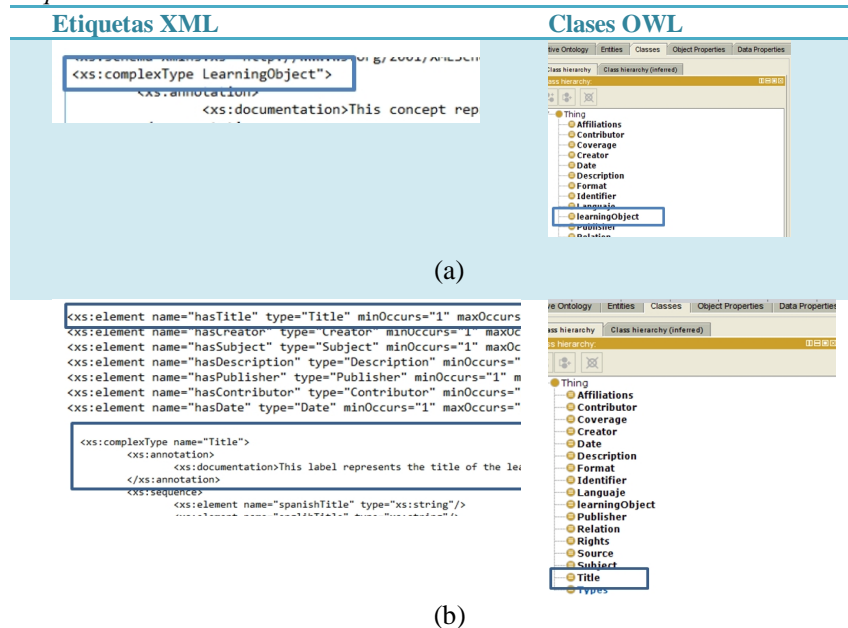 Etiquetas XML
Clases OWL
<xs:complexType LearningObject">
<xs:annotation>
<xs:documentation>This concept rep
tive Ontology Entities Classes Object Properties Data Properties
Class hierarchy Class hierarchy (inferred)
ass hierarchy:
Thing
Affiliations
Contributor
Coverage
Creator
Date
Description
Format
Identifier
Languaje
learningObject
Publisher
Relation
(a)
<xs:element name="hasTitle" type="Title" minOccurs="1" maxOccurs
<xs:element name="hasCreator" type="Creator" minOccurs="1" maxOc
<xs:element name="hasSubject" type="Subject" minOccurs="1" maxOc
<xs:element name="hasDescription" type="Description" minOccurs="
<xs:element name="hasPublisher" type="Publisher" minOccurs="1" m
<xs:element name="hasContributor" type="Contributor" minOccurs="
<xs:element name="hasDate" type="Date" minOccurs="1" maxOccurs="
<xs:complexType name="Title">
<xs:annotation>
<xs:documentation>This label represents the title of the lea
</xs:annotation>
<xs:sequence>
<xs:element name="spanishTitle" type="xs:string"/>
ve Ontology Entities Classes Object Properties Data Properties
ass hierarchy Class hierarchy (inferred)
ss hierarchy:
Thing
Affiliations
Contributor
Coverage
Creator
Date
Description
Format
Identifier
Languaje
learningObject
Publisher
Relation
Rights
Source
Subject
Title
Types
(b)